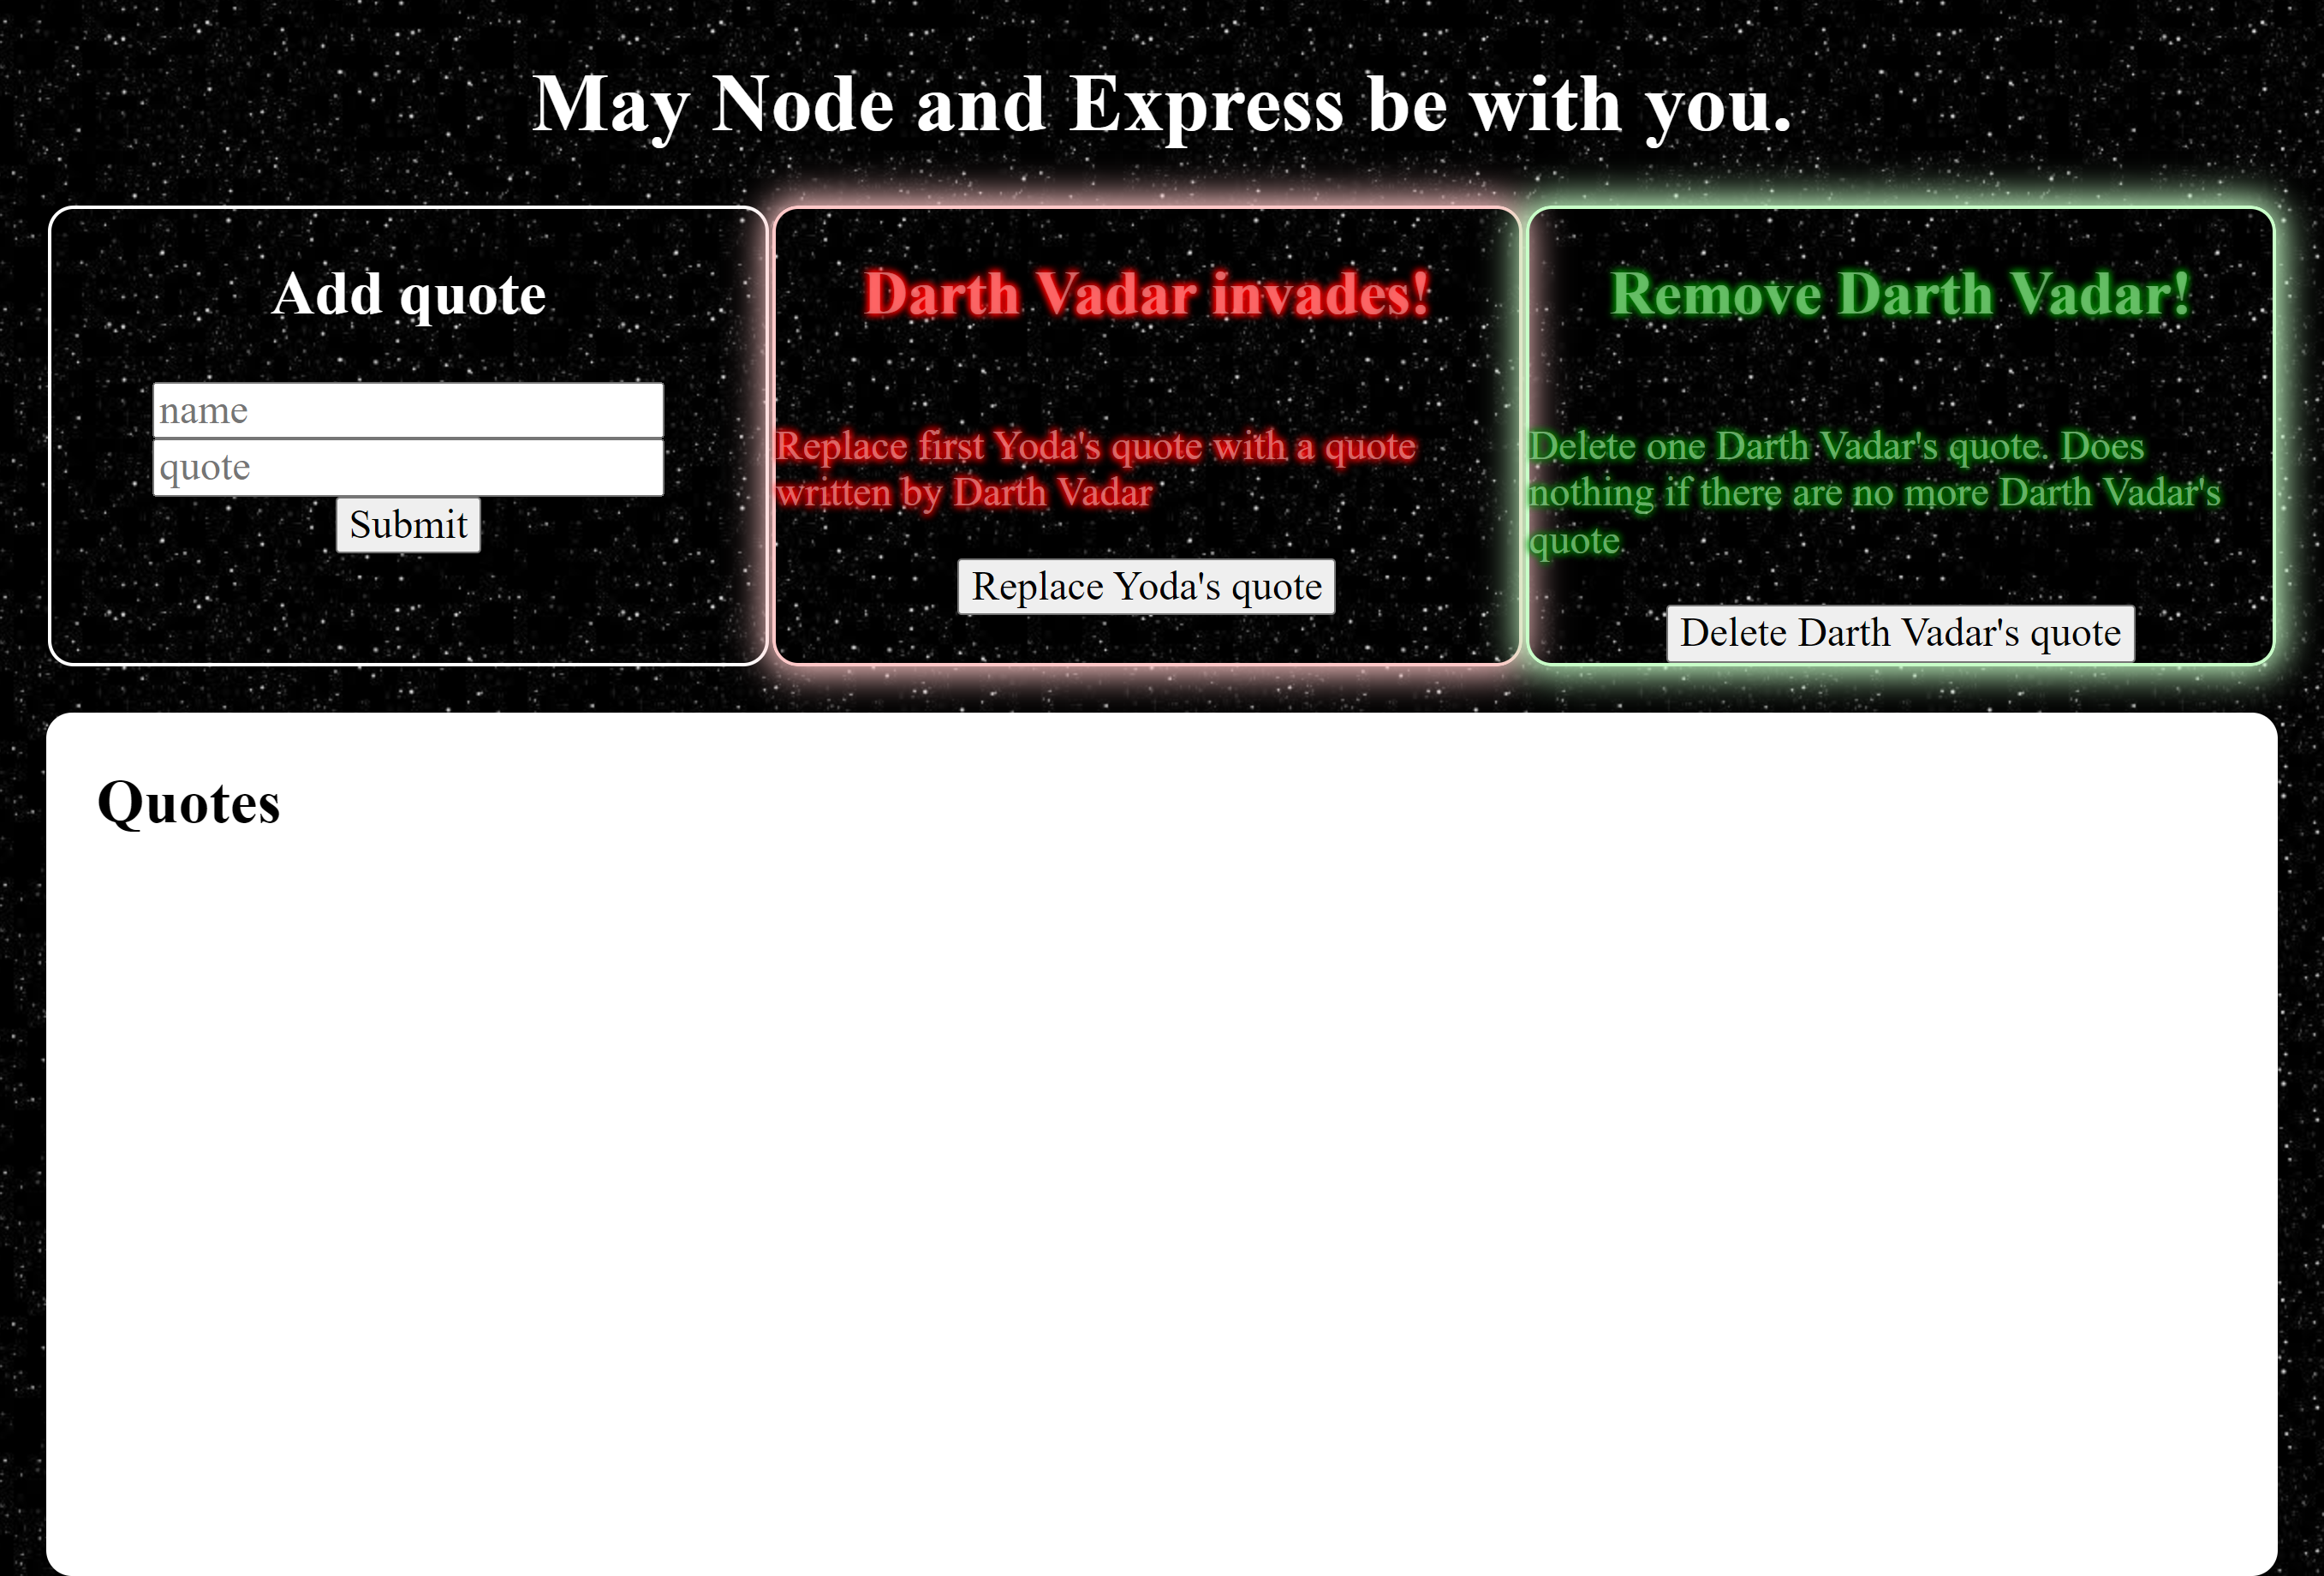 May Node and Express be with you.
Add quote
name
quote
Submit
Darth Vadar invades!
Replace first Yoda's quote with a quote
written by Darth Vadar
Replace Yoda's quote
Remove Darth Vadar!
Delete one Darth Vadar's quote. Does
nothing if there are no more Darth Vadar's
quote
Delete Darth Vadar's quote
Quotes